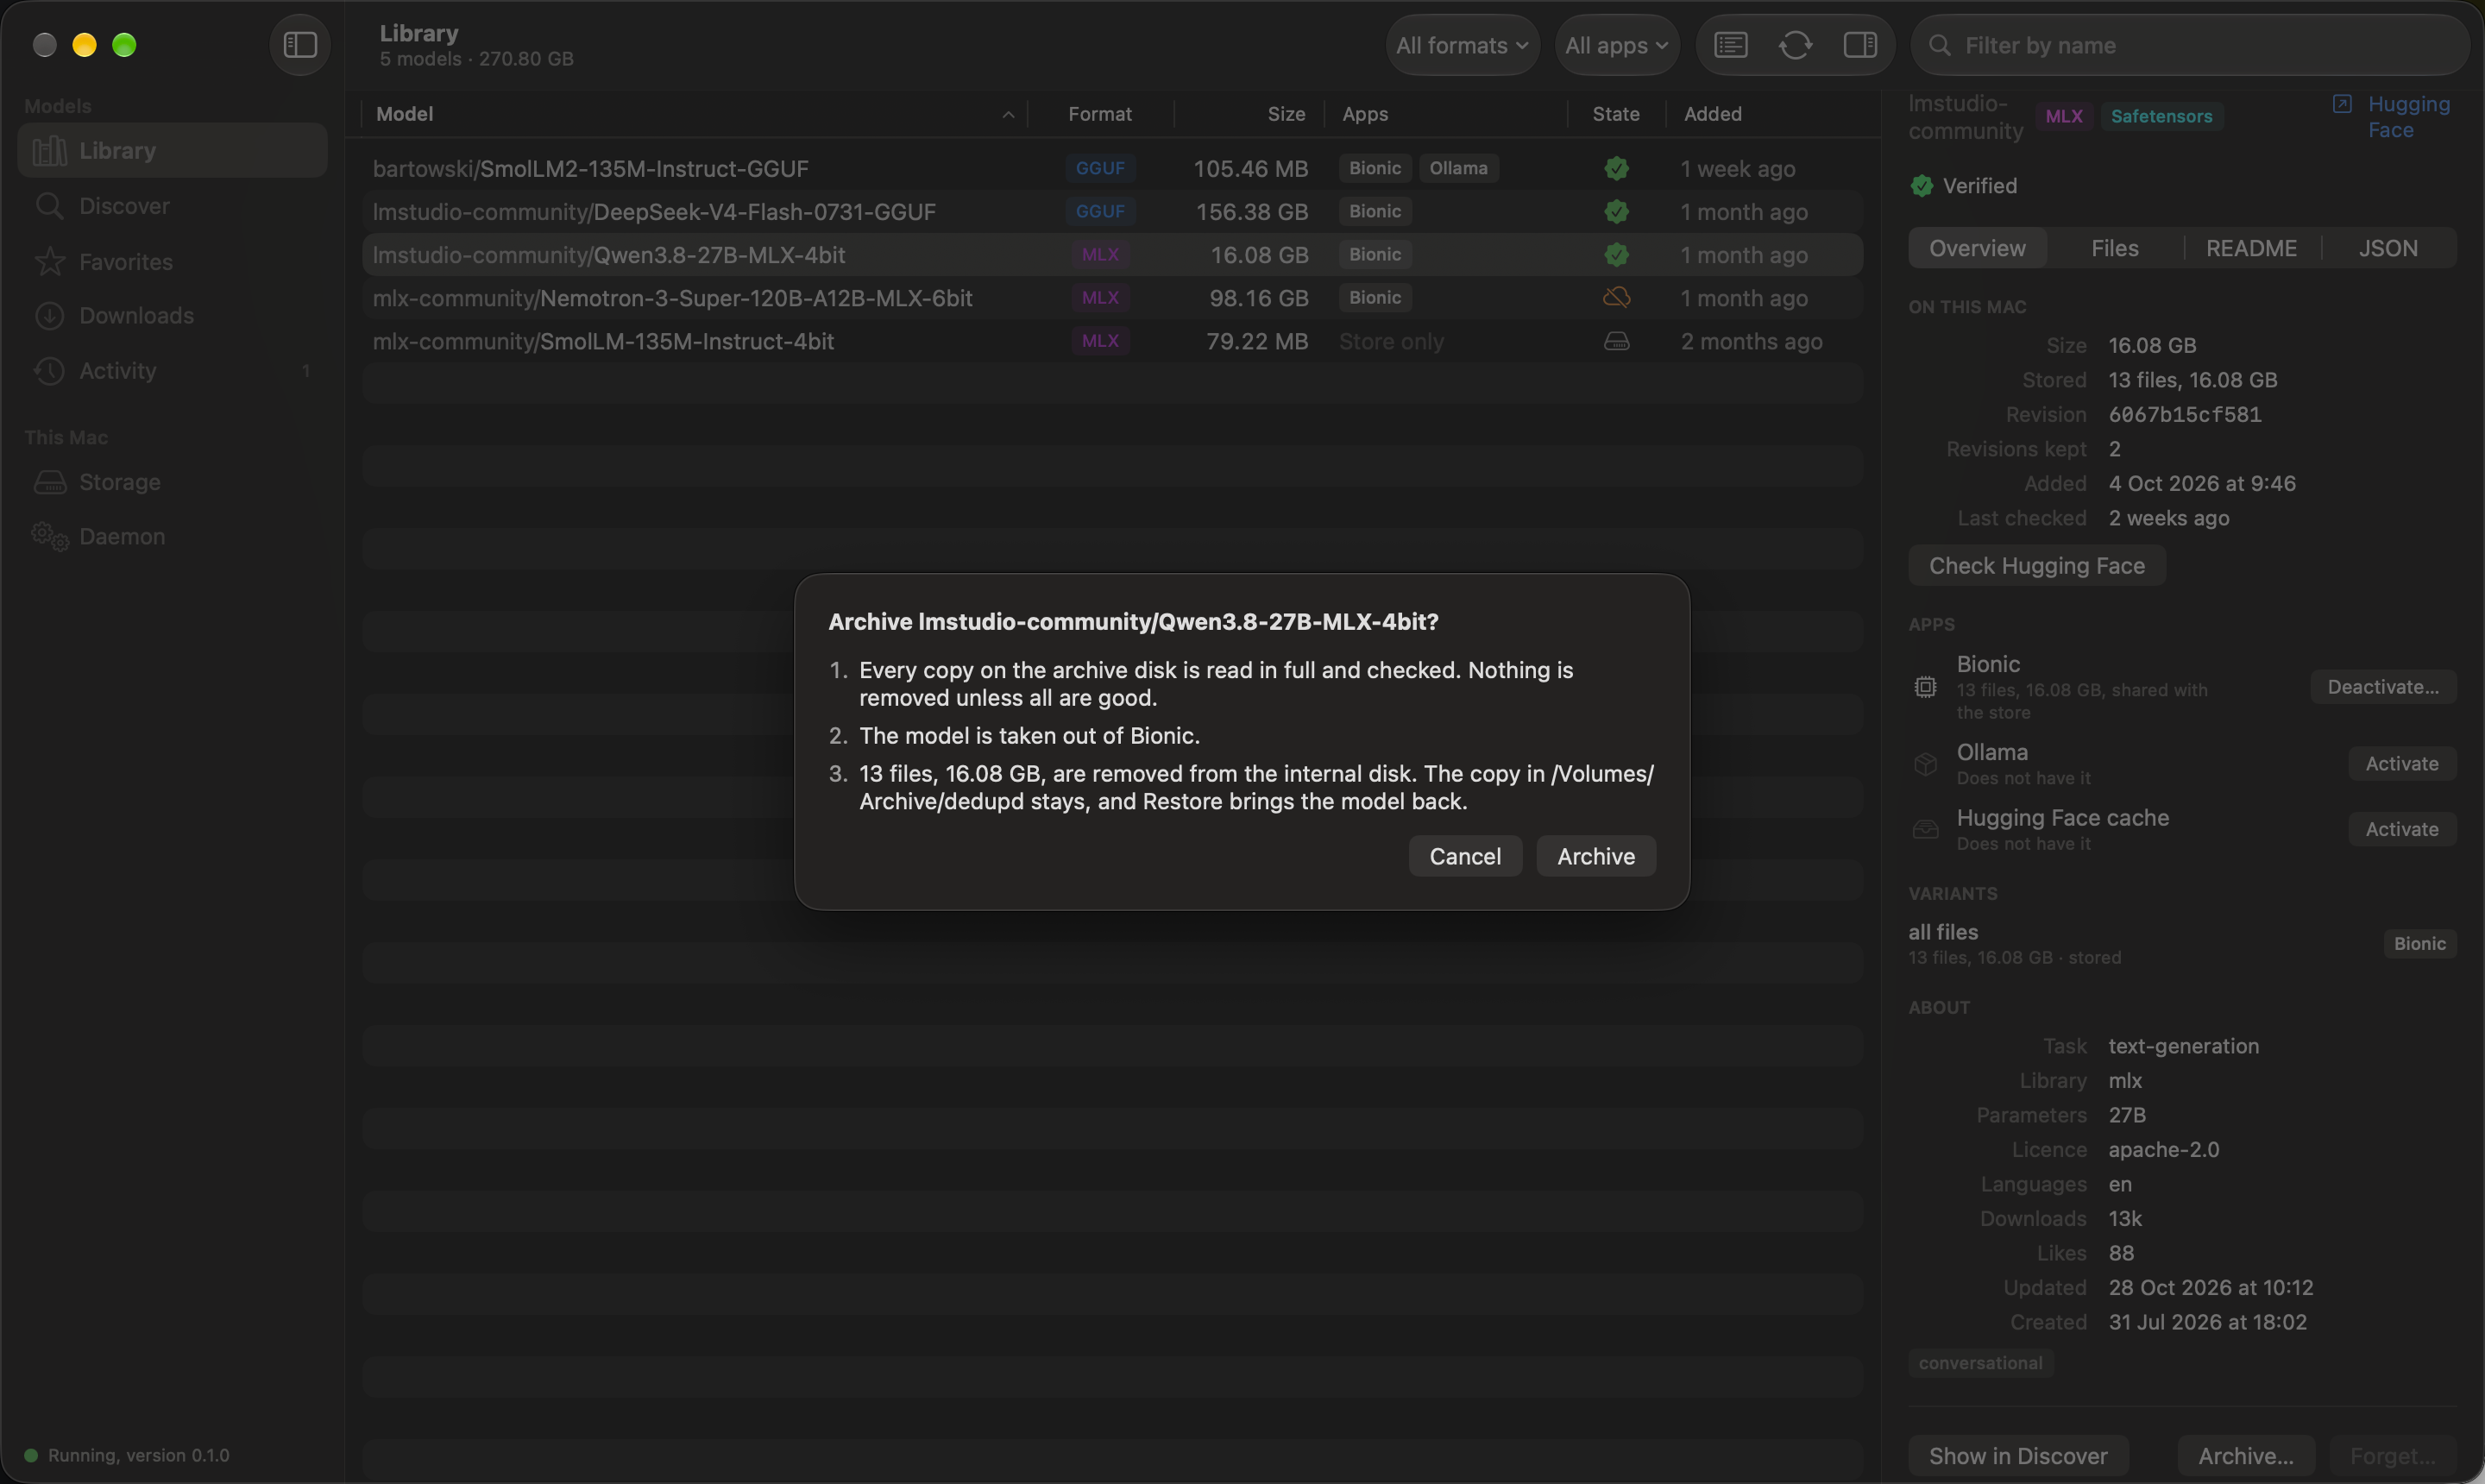 Library
5 models · 270.80 GB
All formats
All apps
Filter by name
Models
Library
Discover
Favorites
Downloads
Activity 1
This Mac
Storage
Daemon
Running, version 0.1.0
Model Format Size Apps State Added
bartowski/SmolLM2-135M-Instruct-GGUF GGUF 105.46 MB Bionic Ollama 1 week ago
lmstudio-community/DeepSeek-V4-Flash-0731-GGUF GGUF 156.38 GB Bionic 1 month ago
lmstudio-community/Qwen3.8-27B-MLX-4bit MLX 16.08 GB Bionic 1 month ago
mlx-community/Nemotron-3-Super-120B-A12B-MLX-6bit MLX 98.16 GB Bionic 1 month ago
mlx-community/SmolLM-135M-Instruct-4bit MLX 79.22 MB Store only 2 months ago
Archive lmstudio-community/Qwen3.8-27B-MLX-4bit?
1. Every copy on the archive disk is read in full and checked. Nothing is
removed unless all are good.
2. The model is taken out of Bionic.
3. 13 files, 16.08 GB, are removed from the internal disk. The copy in /Volumes/
Archive/dedupd stays, and Restore brings the model back.
Cancel Archive
lmstudio-
community
MLX Safetensors
Hugging
Face
Verified
Overview Files README JSON
ON THIS MAC
Size 16.08 GB
Stored 13 files, 16.08 GB
Revision 6067b15cf581
Revisions kept 2
Added 4 Oct 2026 at 9:46
Last checked 2 weeks ago
Check Hugging Face
APPS
Bionic
13 files, 16.08 GB, shared with
the store
Deactivate...
Ollama
Does not have it
Activate
Hugging Face cache
Does not have it
Activate
VARIANTS
all files
13 files, 16.08 GB · stored
Bionic
ABOUT
Task text-generation
Library mlx
Parameters 27B
Licence apache-2.0
Languages en
Downloads 13k
Likes 88
Updated 28 Oct 2026 at 10:12
Created 31 Jul 2026 at 18:02
conversational
Show in Discover Archive... Forget...